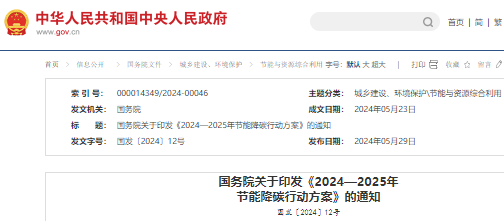 中华人民共和国中央人民政府
www.gov.cn
首页 | 简 | 繁
首页 > 信息公开 > 国务院文件 > 城乡建设、环境保护 > 节能与资源综合利用 字号: 默认 大 超大 | 打印 收藏 留言
索 引 号: 000014349/2024-00046 主题分类: 城乡建设、环境保护\节能与资源综合利用
发文机关: 国务院 成文日期: 2024年05月23日
标 题: 国务院关于印发《2024—2025年节能降碳行动方案》的通知
发文字号: 国发〔2024〕12号 发布日期: 2024年05月29日
国务院关于印发《2024—2025年
节能降碳行动方案》的通知
国发〔2024〕12号